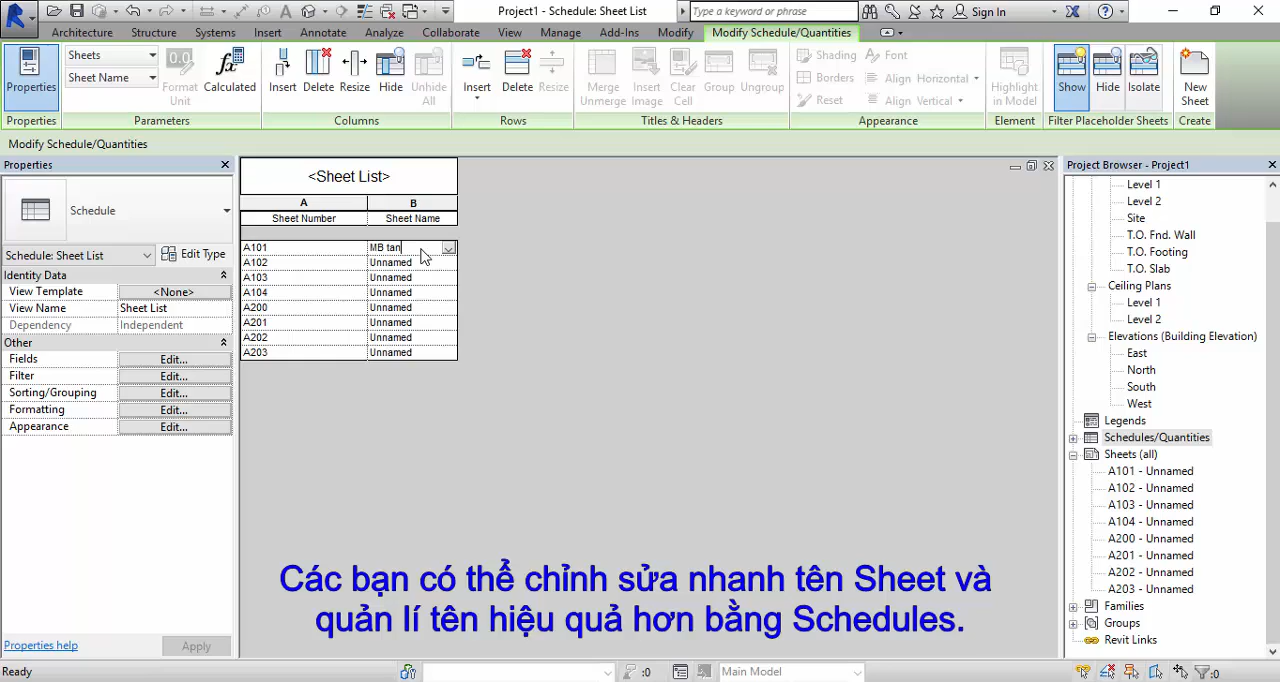 Project1 - Schedule: Sheet List
Type a keyword or phrase
Sign In
Architecture Structure Systems Insert Annotate Analyze Collaborate View Manage Add-Ins Modify Modify Schedule/Quantities
Properties
Sheets
Sheet Name
0.0
Format Unit
Calculated
Insert Delete Resize Hide Unhide All
Insert Delete Resize
Merge Unmerge
Insert Image
Clear Cell
Group Ungroup
Shading
Borders
Reset
Font
Align Horizontal
Align Vertical
Highlight in Model
Show Hide Isolate
New Sheet
Properties Parameters Columns Rows Titles & Headers Appearance Element Filter Placeholder Sheets Create
Modify Schedule/Quantities
Properties
Schedule
Schedule: Sheet List
Edit Type
Identity Data
View Template <None>
View Name Sheet List
Dependency Independent
Other
Fields Edit...
Filter Edit...
Sorting/Grouping Edit...
Formatting Edit...
Appearance Edit...
Properties help
Apply
<Sheet List>
A B
Sheet Number Sheet Name
A101 MB tan
A102 Unnamed
A103 Unnamed
A104 Unnamed
A200 Unnamed
A201 Unnamed
A202 Unnamed
A203 Unnamed
Project Browser - Project1
Level 1
Level 2
Site
T.O. Fnd. Wall
T.O. Footing
T.O. Slab
Ceiling Plans
Level 1
Level 2
Elevations (Building Elevation)
East
North
South
West
Legends
Schedules/Quantities
Sheets (all)
A101 - Unnamed
A102 - Unnamed
A103 - Unnamed
A104 - Unnamed
A200 - Unnamed
A201 - Unnamed
A202 - Unnamed
A203 - Unnamed
Families
Groups
Revit Links
Các bạn có thể chỉnh sửa nhanh tên Sheet và
quản lí tên hiệu quả hơn bằng Schedules.
Ready
:0
Main Model
:0